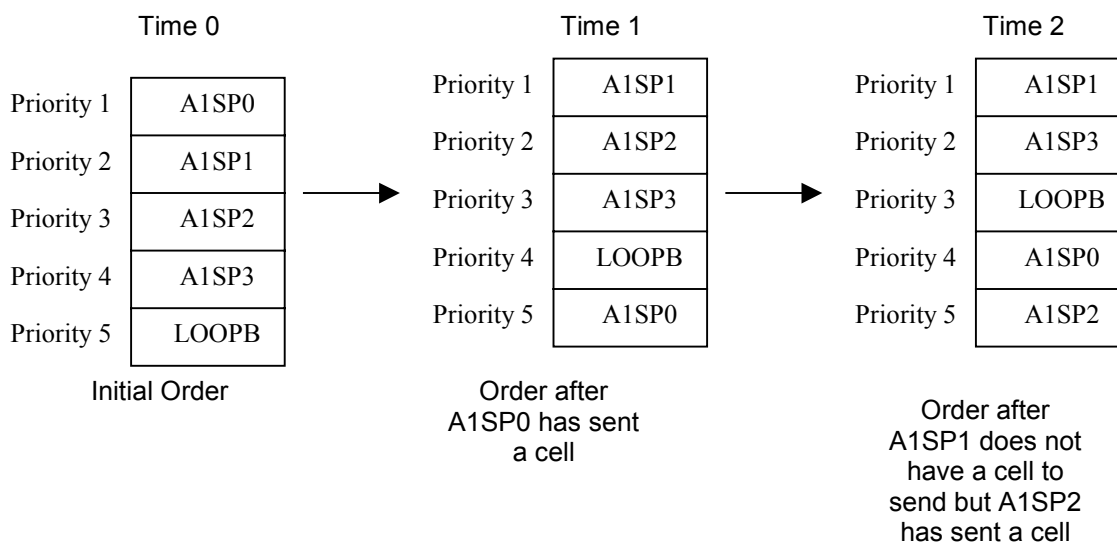 Time 0
Priority 1 A1SP0
Priority 2 A1SP1
Priority 3 A1SP2
Priority 4 A1SP3
Priority 5 LOOPB
Initial Order
Time 1
Priority 1 A1SP1
Priority 2 A1SP2
Priority 3 A1SP3
Priority 4 LOOPB
Priority 5 A1SP0
Order after
A1SP0 has sent
a cell
Time 2
Priority 1 A1SP1
Priority 2 A1SP3
Priority 3 LOOPB
Priority 4 A1SP0
Priority 5 A1SP2
Order after
A1SP1 does not
have a cell to
send but A1SP2
has sent a cell